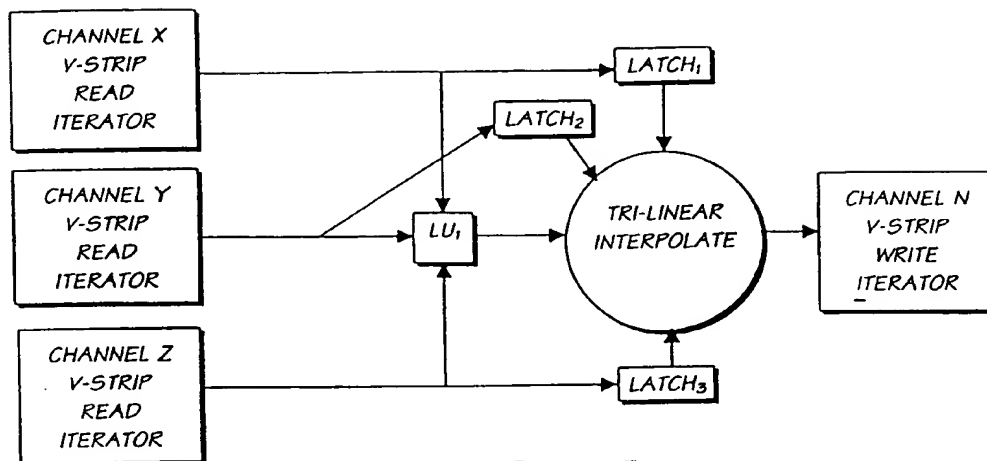 CHANNEL X
V-STRIP
READ
ITERATOR
LATCH₁
LATCH₂
CHANNEL Y
V-STRIP
READ
ITERATOR
LU₁
TRI-LINEAR
INTERPOLATE
CHANNEL N
V-STRIP
WRITE
ITERATOR
CHANNEL Z
V-STRIP
READ
ITERATOR
LATCH₃